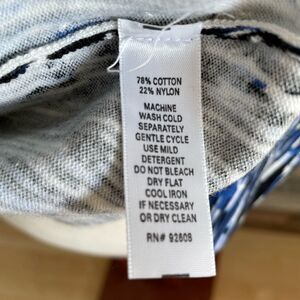 78% COTTON
22% NYLON
MACHINE
WASH COLD
SEPARATELY
GENTLE CYCLE
USE MILD
DETERGENT
DO NOT BLEACH
DRY FLAT
COOL IRON
IF NECESSARY
OR DRY CLEAN
RN# 92608